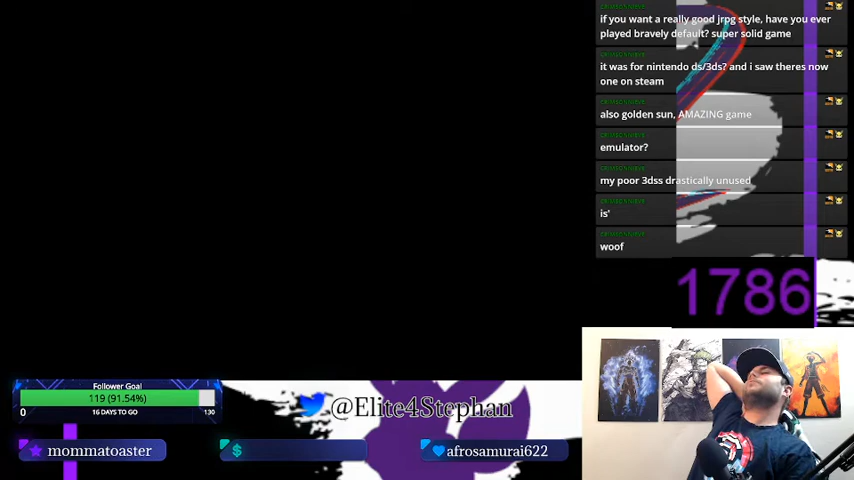 if you want a really good jrpg style, have you ever
played bravely default? super solid game
it was for nintendo ds/3ds? and i saw theres now
one on steam
also golden sun, AMAZING game
emulator?
my poor 3dss drastically unused
is'
woof
1786
Follower Goal
119 (91.54%)
0
16 DAYS TO GO
130
@Elite4Stephan
mommatoaster
$
afrosamurai622